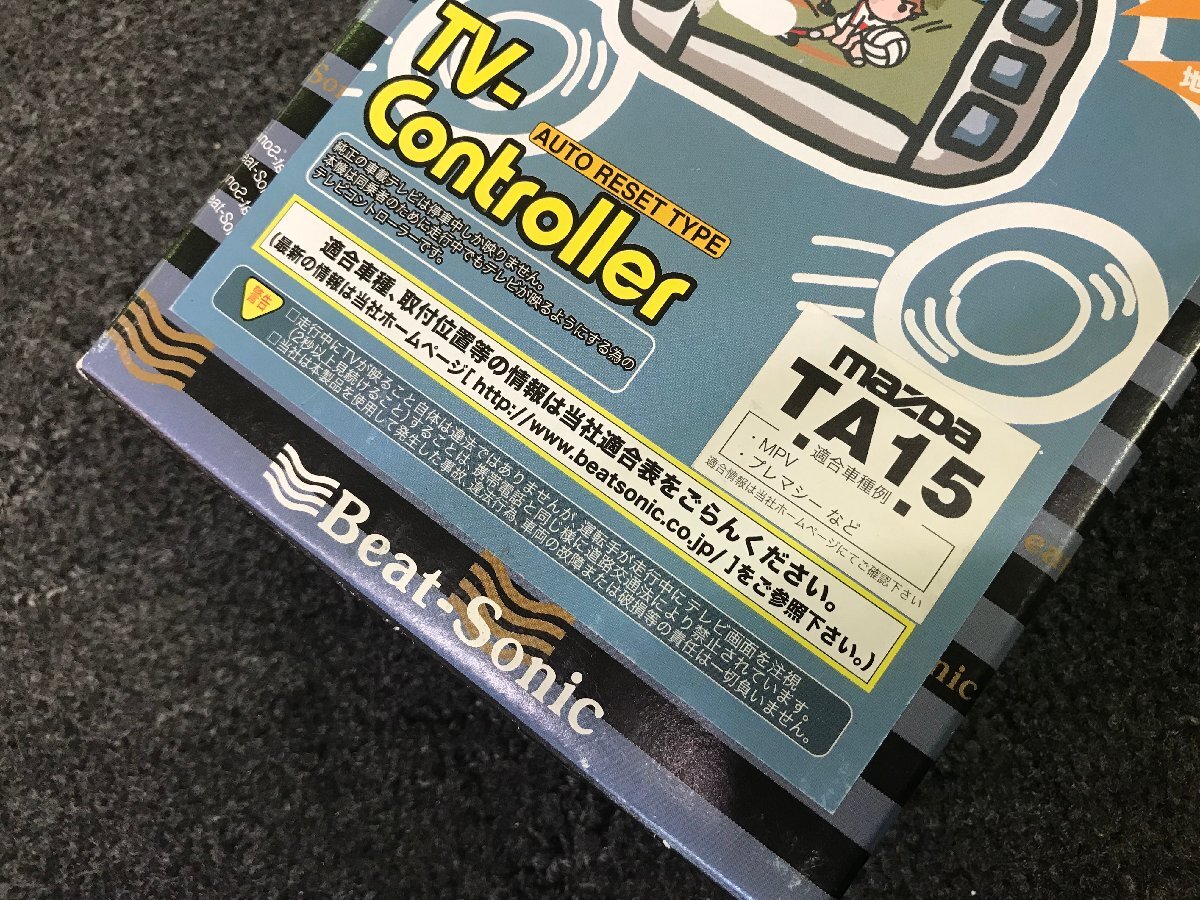 TV-
Controller
AUTO RESET TYPE
純正の車載テレビは停車中しか映りません。
本機は同乗者のために走行中でもテレビが映るようにする為の
テレビコントローラーです。
適合車種、取付位置等の情報は当社適合表をごらんください。
(最新の情報は当社ホームページ[http://www.beatsonic.co.jp/]をご参照下さい。)
警告
□走行中にTVが映ること自体は違法ではありませんが、運転手が走行中にテレビ画面を注視
(2秒以上見続けること)することは、携帯電話と同じ様に道路交通法により禁止されています。
□当社は本製品を使用して発生した事故、違法行為、車両の故障または破損等の責任は一切負いません。
mazda
TA15
適合車種例
・MPV
・プレマシー など
適合情報は当社ホームページにてご確認下さい
Beat-Sonic
地
nic